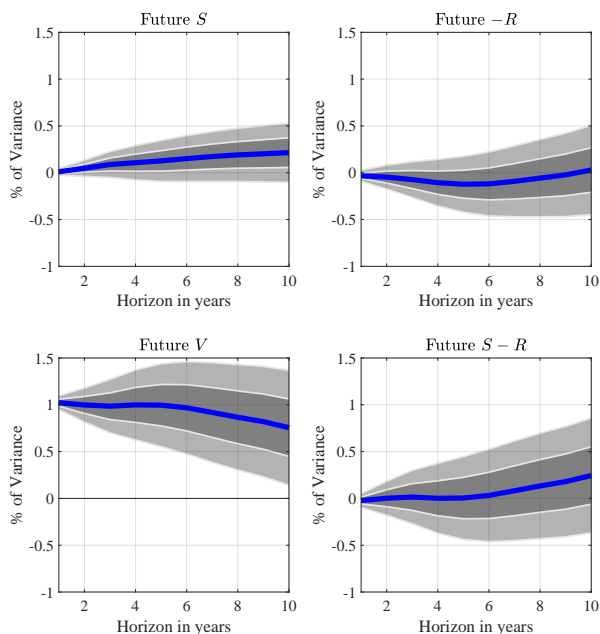 Future S
1.5
1
0.5
0
-0.5
-1
% of Variance
2 4 6 8 10
Horizon in years
Future −R
1.5
1
0.5
0
-0.5
-1
% of Variance
2 4 6 8 10
Horizon in years
Future V
1.5
1
0.5
0
-0.5
-1
% of Variance
2 4 6 8 10
Horizon in years
Future S − R
1.5
1
0.5
0
-0.5
-1
% of Variance
2 4 6 8 10
Horizon in years